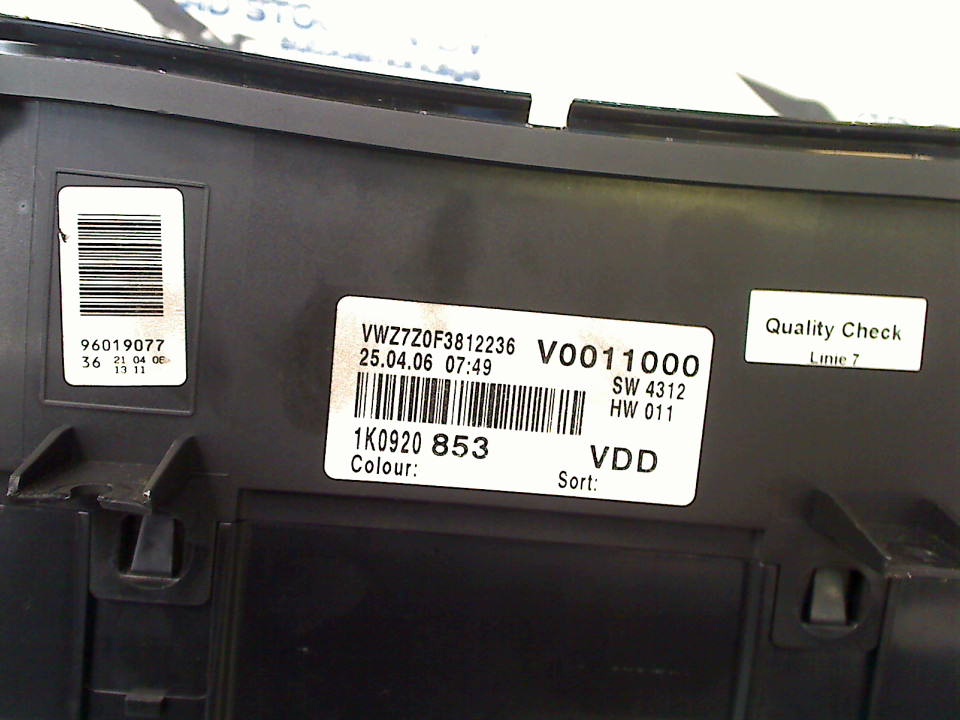 96019077
36 21 04 06
13 11
VWZ7Z0F3812236 V0011000
25.04.06 07:49
SW 4312
HW 011
1K0920 853 VDD
Colour: Sort:
Quality Check
Linie 7